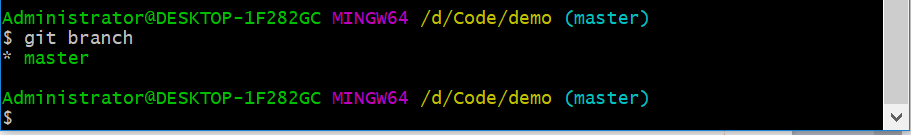 Administrator@DESKTOP-1F282GC MINGW64 /d/Code/demo (master)
$ git branch
* master
Administrator@DESKTOP-1F282GC MINGW64 /d/Code/demo (master)
$